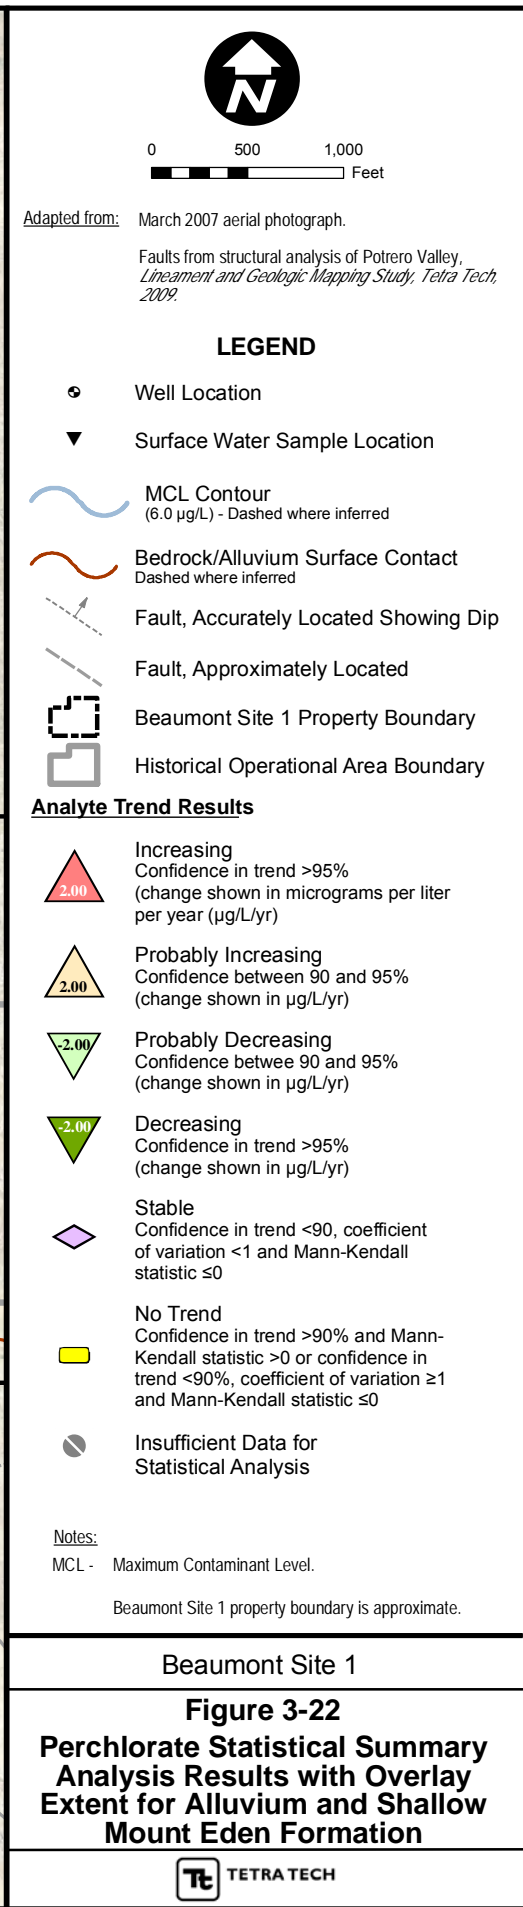 N
0 500 1,000
Feet
Adapted from: March 2007 aerial photograph.
Faults from structural analysis of Potrero Valley,
Lineament and Geologic Mapping Study, Tetra Tech,
2009.
LEGEND
Well Location
Surface Water Sample Location
MCL Contour
(6.0 µg/L) - Dashed where inferred
Bedrock/Alluvium Surface Contact
Dashed where inferred
Fault, Accurately Located Showing Dip
Fault, Approximately Located
Beaumont Site 1 Property Boundary
Historical Operational Area Boundary
Analyte Trend Results
Increasing
Confidence in trend >95%
2.00
(change shown in micrograms per liter
per year (µg/L/yr)
Probably Increasing
Confidence between 90 and 95%
2.00
(change shown in µg/L/yr)
Probably Decreasing
-2.00
Confidence betwee 90 and 95%
(change shown in µg/L/yr)
Decreasing
-2.00
Confidence in trend >95%
(change shown in µg/L/yr)
Stable
Confidence in trend <90, coefficient
of variation <1 and Mann-Kendall
statistic ≤0
No Trend
Confidence in trend >90% and Mann-
Kendall statistic >0 or confidence in
trend <90%, coefficient of variation ≥1
and Mann-Kendall statistic ≤0
Insufficient Data for
Statistical Analysis
Notes:
MCL - Maximum Contaminant Level.
Beaumont Site 1 property boundary is approximate.
Beaumont Site 1
Figure 3-22
Perchlorate Statistical Summary
Analysis Results with Overlay
Extent for Alluvium and Shallow
Mount Eden Formation
Tt TETRA TECH